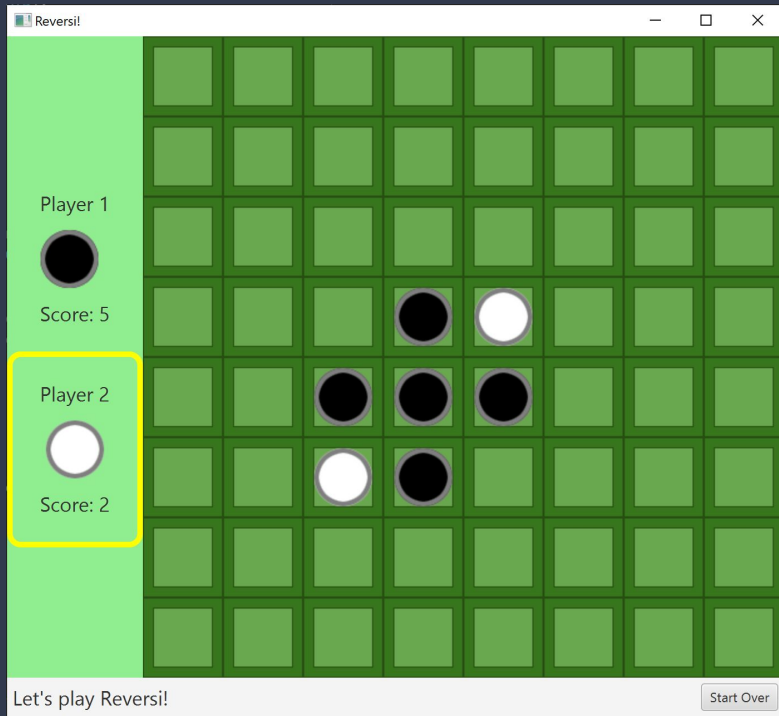 Reversi!
Player 1
Score: 5
Player 2
Score: 2
Let's play Reversi!
Start Over